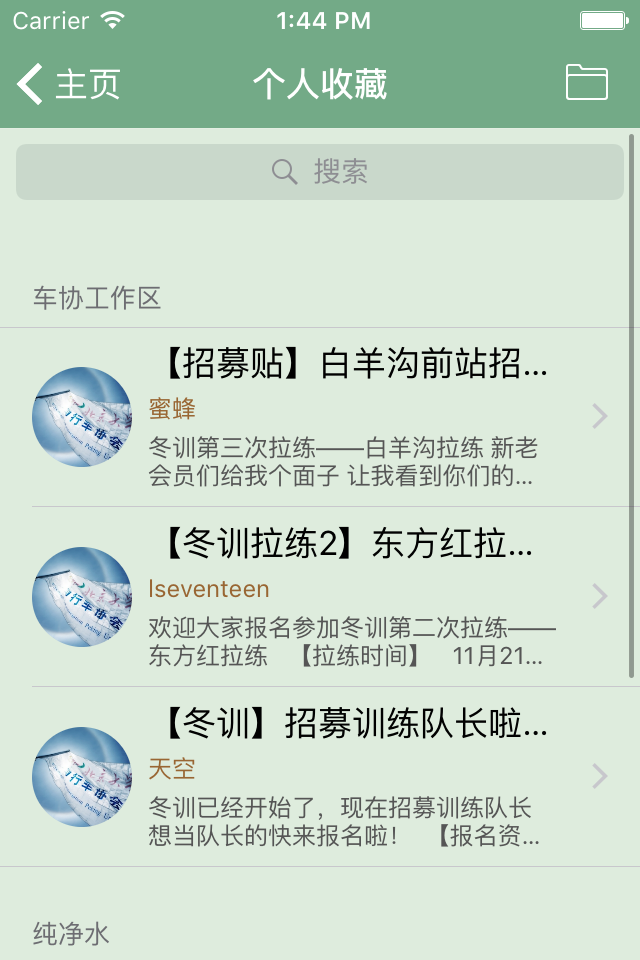 Carrier 1:44 PM
主页 个人收藏
搜索
车协工作区
【招募贴】白羊沟前站招...
蜜蜂
冬训第三次拉练——白羊沟拉练 新老
会员们给我个面子 让我看到你们的...
【冬训拉练2】东方红拉...
lseventeen
欢迎大家报名参加冬训第二次拉练——
东方红拉练 【拉练时间】 11月21...
【冬训】招募训练队长啦...
天空
冬训已经开始了，现在招募训练队长
想当队长的快来报名啦！ 【报名资...
纯净水